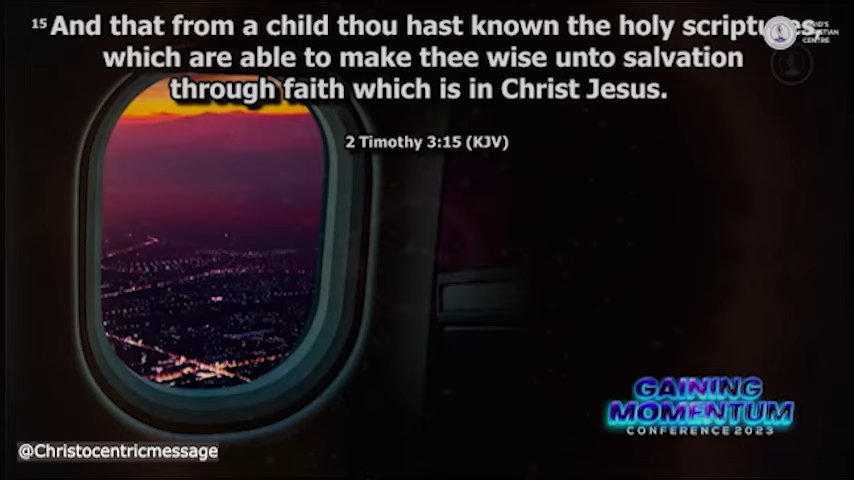 15 And that from a child thou hast known the holy scriptures,
which are able to make thee wise unto salvation
through faith which is in Christ Jesus.
2 Timothy 3:15 (KJV)
GAINING
MOMENTUM
CONFERENCE 2023
@Christocentricmessage
CENTRE